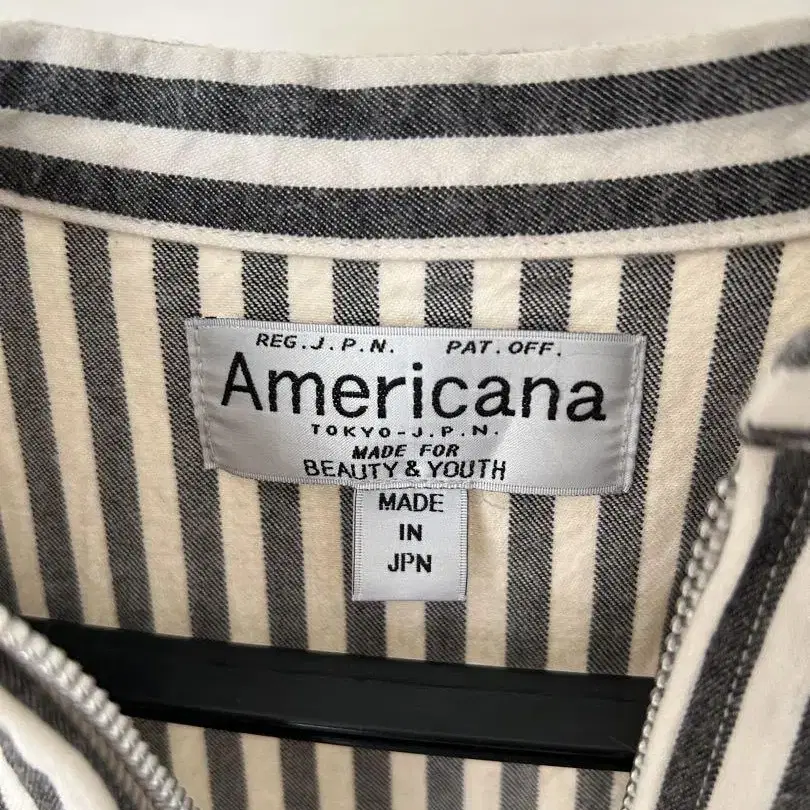 REG.J.P.N. PAT.OFF.
Americana
TOKYO-J.P.N.
MADE FOR
BEAUTY & YOUTH
MADE
IN
JPN